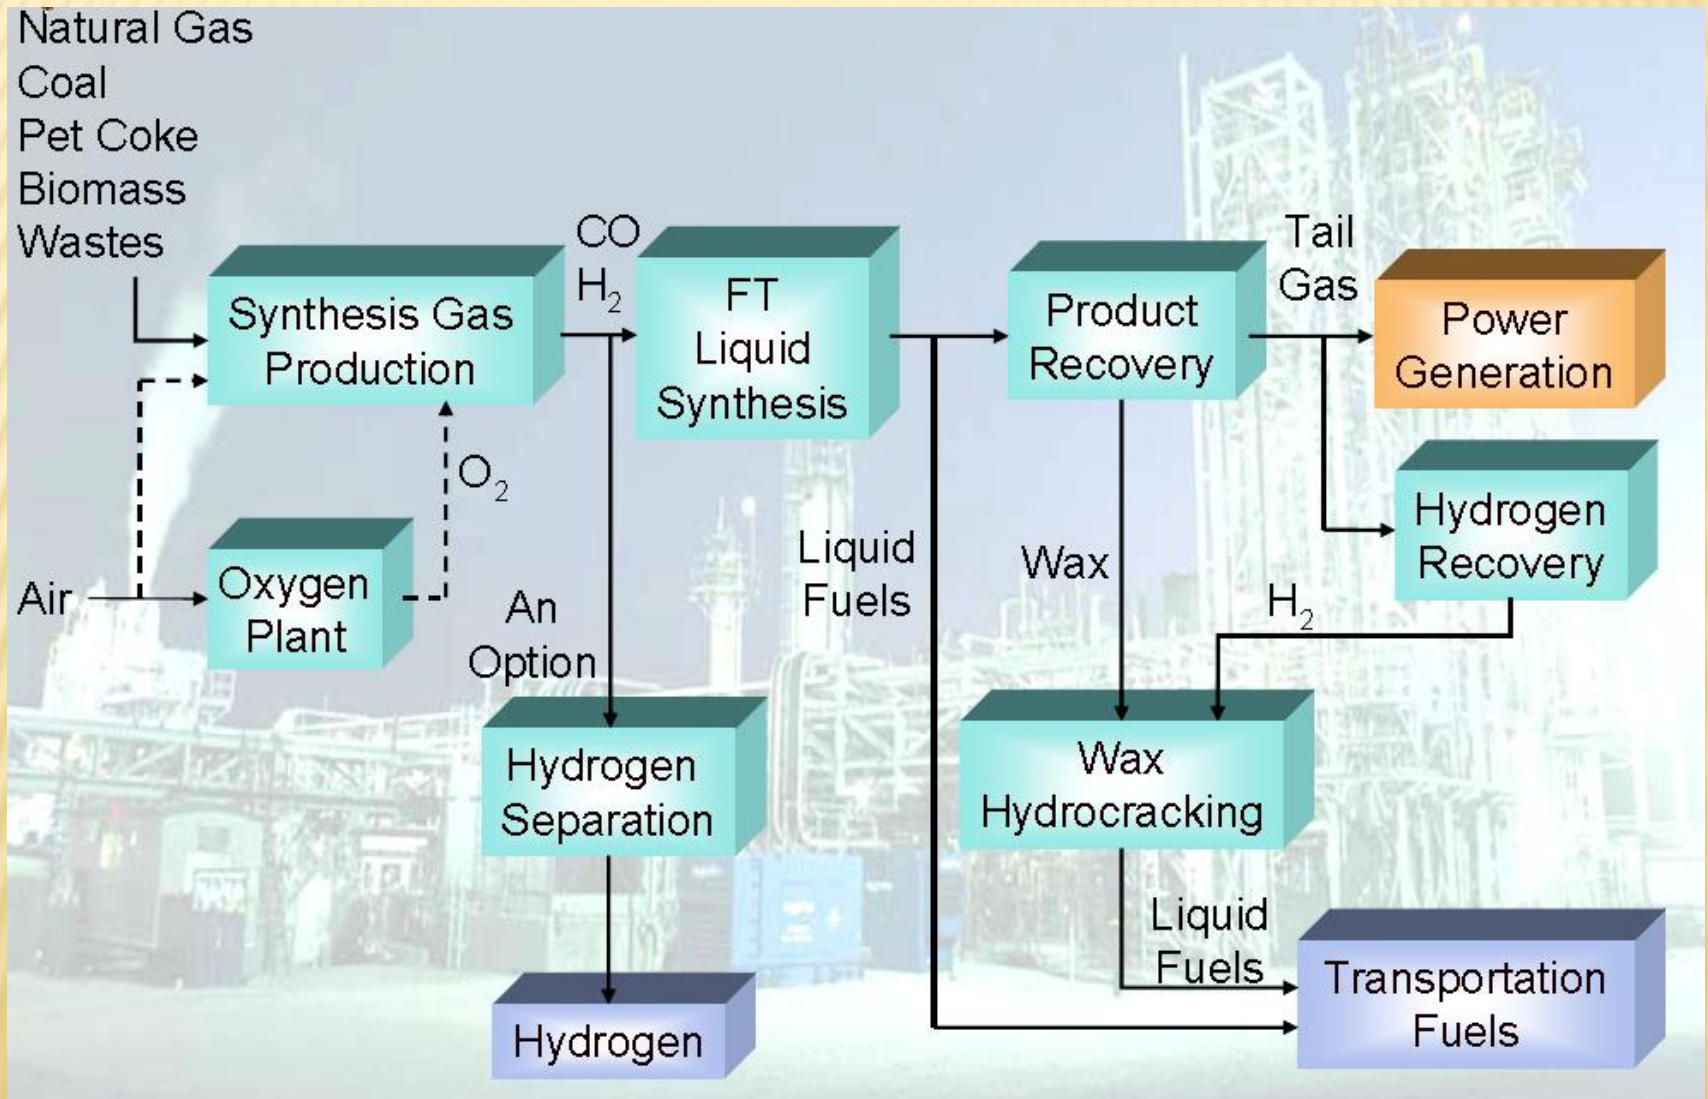 Natural Gas
Coal
Pet Coke
Biomass
Wastes
Synthesis Gas
Production
CO
H₂
FT
Liquid
Synthesis
Product
Recovery
Tail
Gas
Power
Generation
Air
Oxygen
Plant
O₂
An
Option
Liquid
Fuels
Wax
Hydrogen
Recovery
H₂
Hydrogen
Separation
Wax
Hydrocracking
Liquid
Fuels
Hydrogen
Transportation
Fuels